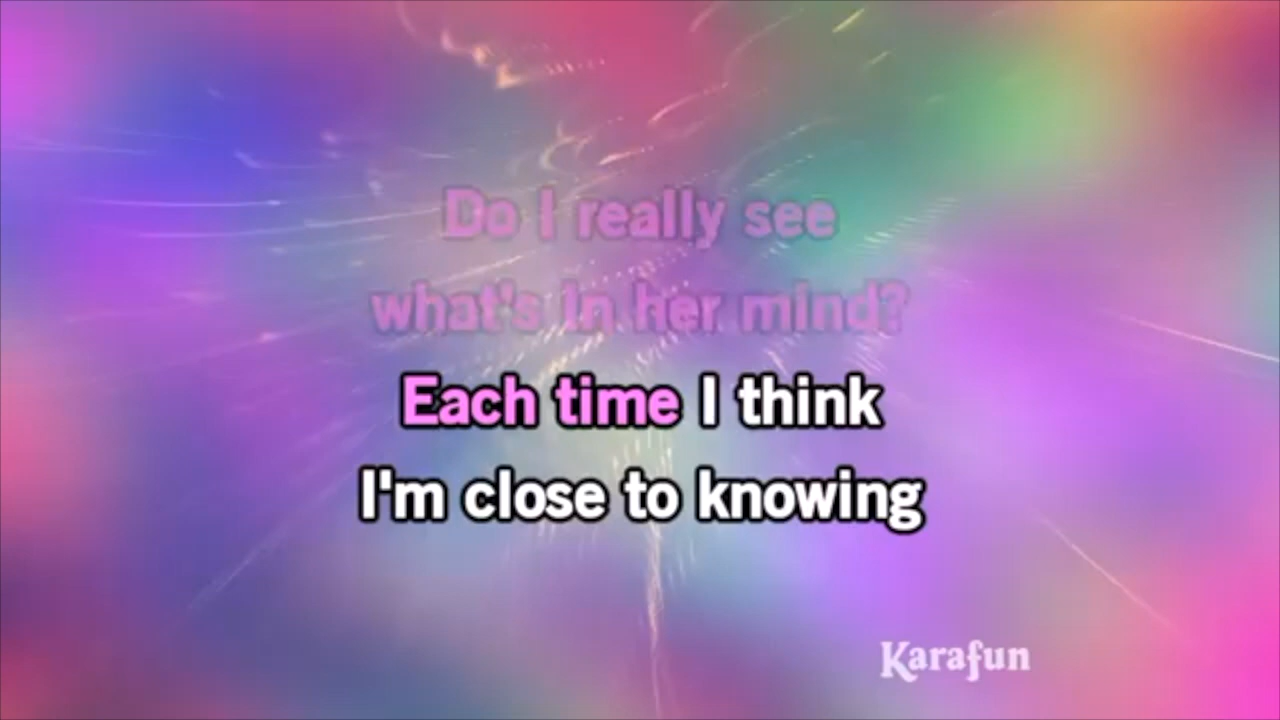 Do I really see
what's in her mind?
Each time I think
I'm close to knowing
Karafun